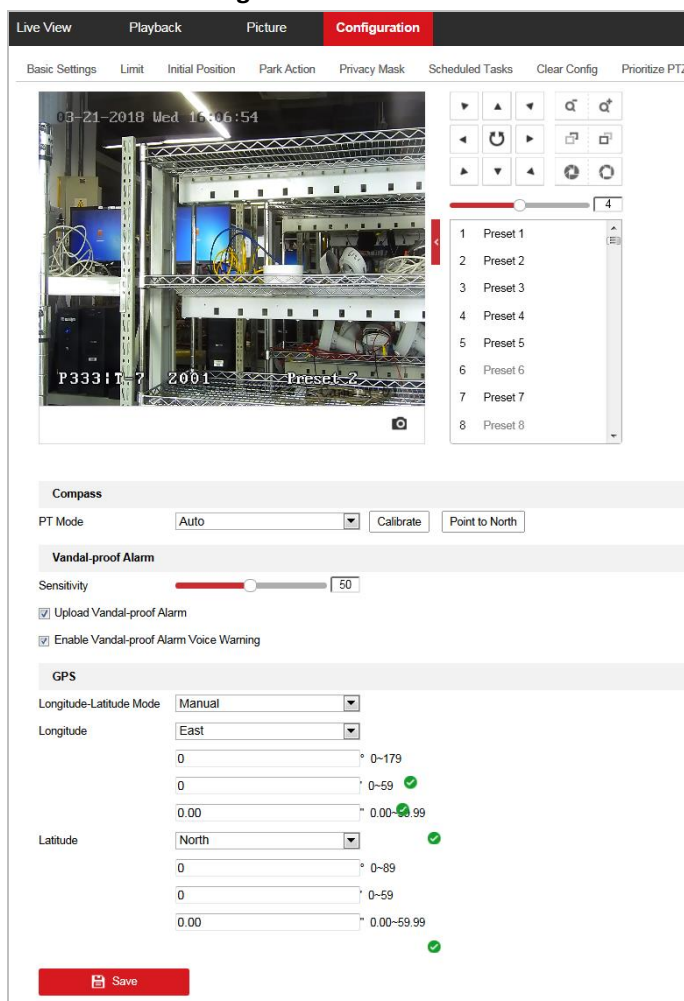 Live View Playback Picture Configuration
Basic Settings Limit Initial Position Park Action Privacy Mask Scheduled Tasks Clear Config Prioritize PTZ
03-21-2018 Wed 16:06:54
4
1 Preset 1
2 Preset 2
3 Preset 3
4 Preset 4
5 Preset 5
6 Preset 6
7 Preset 7
8 Preset 8
2001 Preset 2
Compass
PT Mode Auto Calibrate Point to North
Vandal-proof Alarm
Sensitivity 50
Upload Vandal-proof Alarm
Enable Vandal-proof Alarm Voice Warning
GPS
Longitude-Latitude Mode Manual
Longitude East
0 ° 0~179
0 ' 0~59
0.00 " 0.00~59.99
Latitude North
0 ° 0~89
0 ' 0~59
0.00 " 0.00~59.99
Save